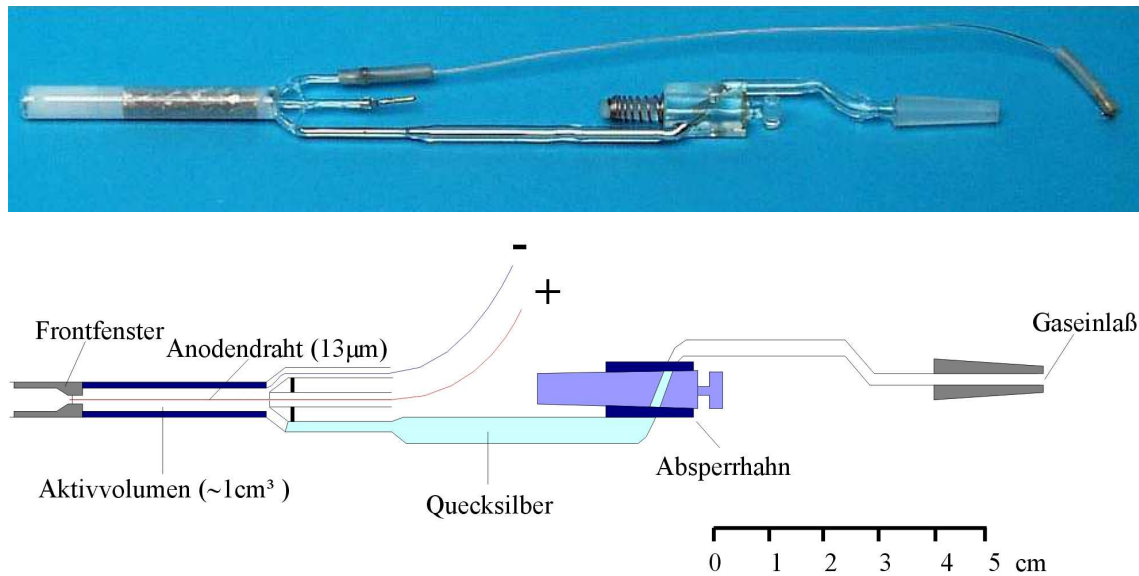 -
+
Frontfenster
Anodendraht (13µm)
Gaseinlaß
Absperrhahn
Aktivvolumen (~1cm³ )
Quecksilber
0 1 2 3 4 5 cm